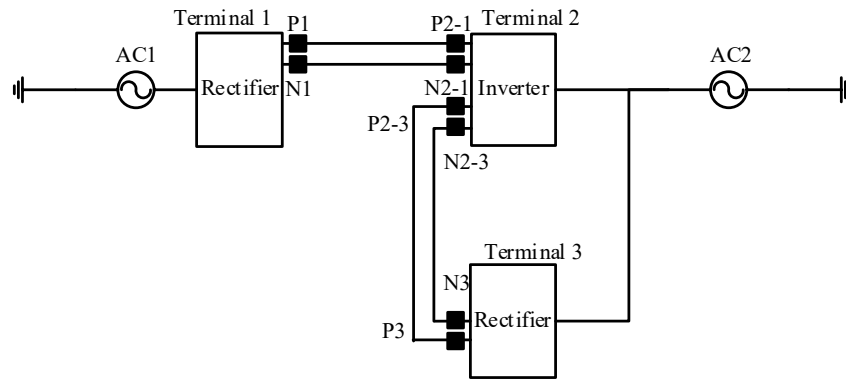 Terminal 1
P1
P2-1
Terminal 2
AC1
AC2
Rectifier
N1
N2-1
Inverter
P2-3
N2-3
Terminal 3
N3
Rectifier
P3